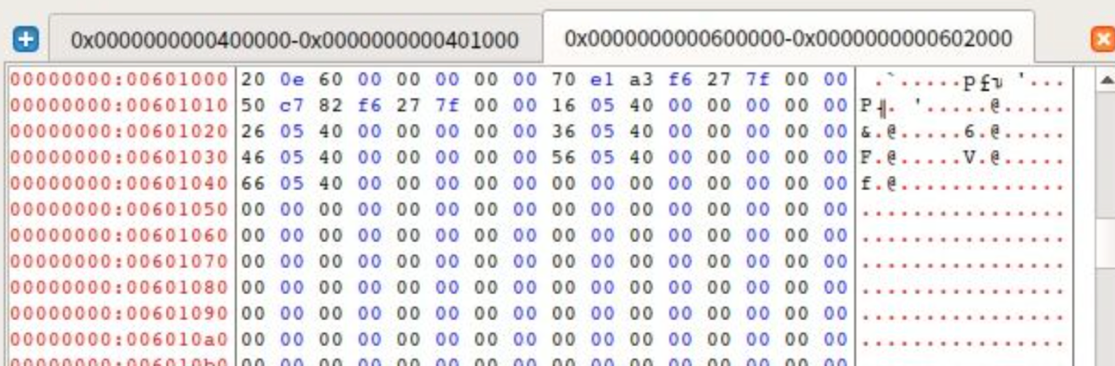 0x0000000000400000-0x0000000000401000 0x0000000000600000-0x0000000000602000
00000000:00601000 20 0e 60 00 00 00 00 00 70 e1 a3 f6 27 7f 00 00 .`.....p '...
00000000:00601010 50 c7 82 f6 27 7f 00 00 16 05 40 00 00 00 00 00 P . '.....@.....
00000000:00601020 26 05 40 00 00 00 00 00 36 05 40 00 00 00 00 00 &.@.....6.@.....
00000000:00601030 46 05 40 00 00 00 00 00 56 05 40 00 00 00 00 00 F.@.....V.@.....
00000000:00601040 66 05 40 00 00 00 00 00 00 00 00 00 00 00 00 00 f.@.............
00000000:00601050 00 00 00 00 00 00 00 00 00 00 00 00 00 00 00 00 ................
00000000:00601060 00 00 00 00 00 00 00 00 00 00 00 00 00 00 00 00 ................
00000000:00601070 00 00 00 00 00 00 00 00 00 00 00 00 00 00 00 00 ................
00000000:00601080 00 00 00 00 00 00 00 00 00 00 00 00 00 00 00 00 ................
00000000:00601090 00 00 00 00 00 00 00 00 00 00 00 00 00 00 00 00 ................
00000000:006010a0 00 00 00 00 00 00 00 00 00 00 00 00 00 00 00 00 ................
00000000:006010b0 00 00 00 00 00 00 00 00 00 00 00 00 00 00 00 00